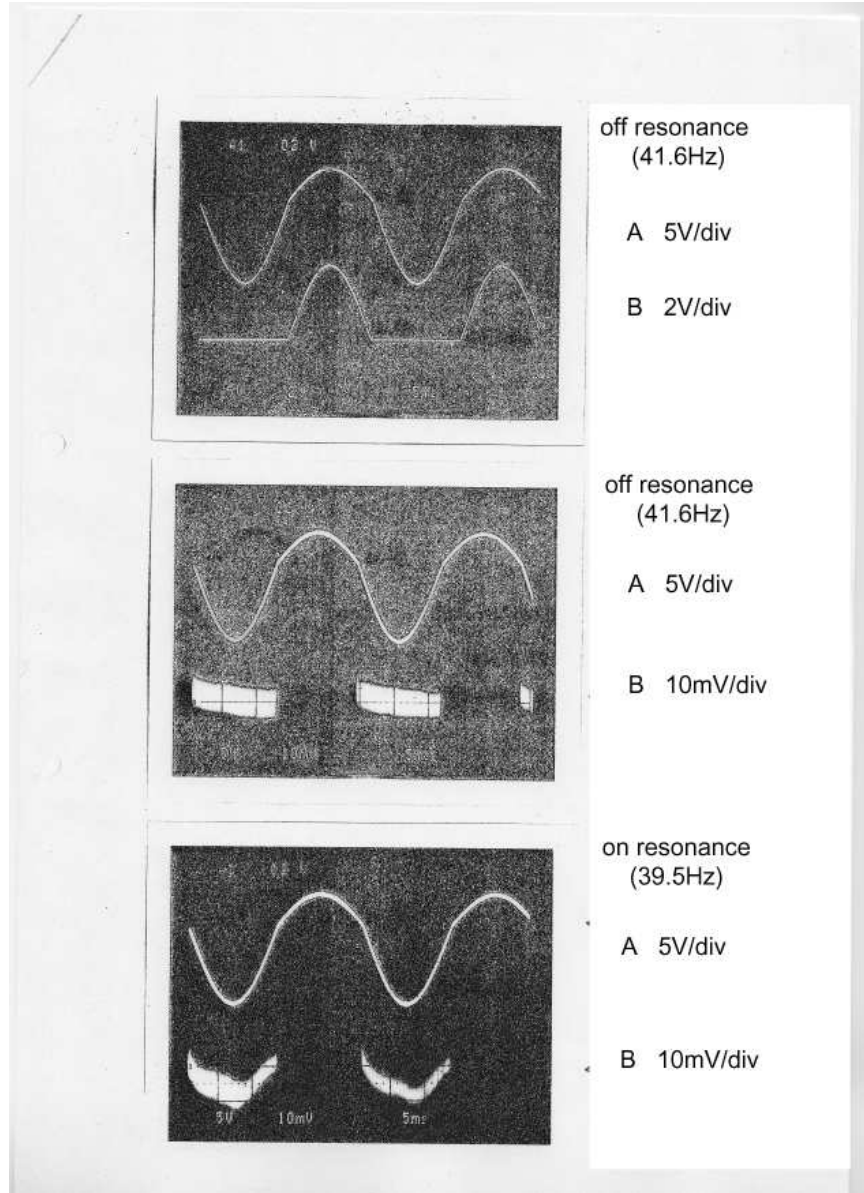 off resonance
(41.6Hz)
A 5V/div
B 2V/div
off resonance
(41.6Hz)
A 5V/div
B 10mV/div
on resonance
(39.5Hz)
A 5V/div
B 10mV/div
5V 10mV 5ms